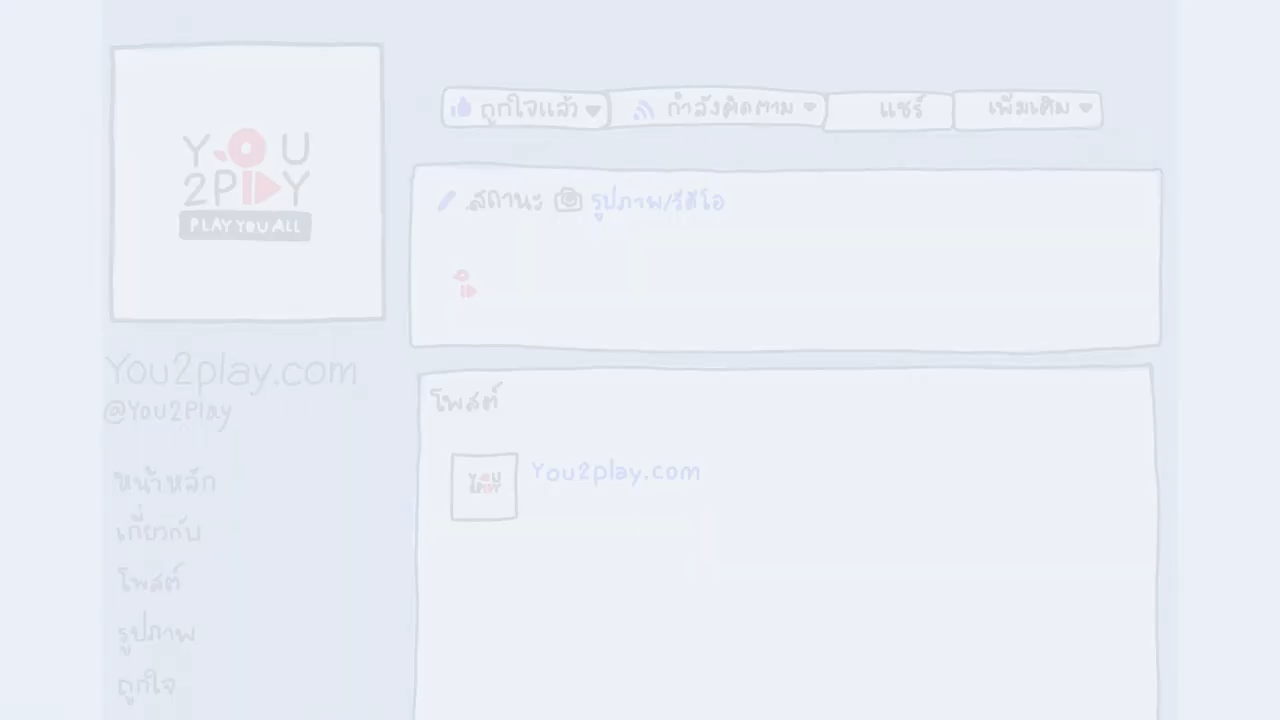 YOU
2PLAY
PLAY YOU ALL
You2play.com
@You2Play
หน้าหลัก
เกี่ยวกับ
โพสต์
รูปภาพ
ถูกใจ
ถูกใจแล้ว กำลังติดตาม แชร์ เพิ่มเติม
สถานะ รูปภาพ/วีดีโอ
โพสต์
YOU
2PLAY
You2play.com